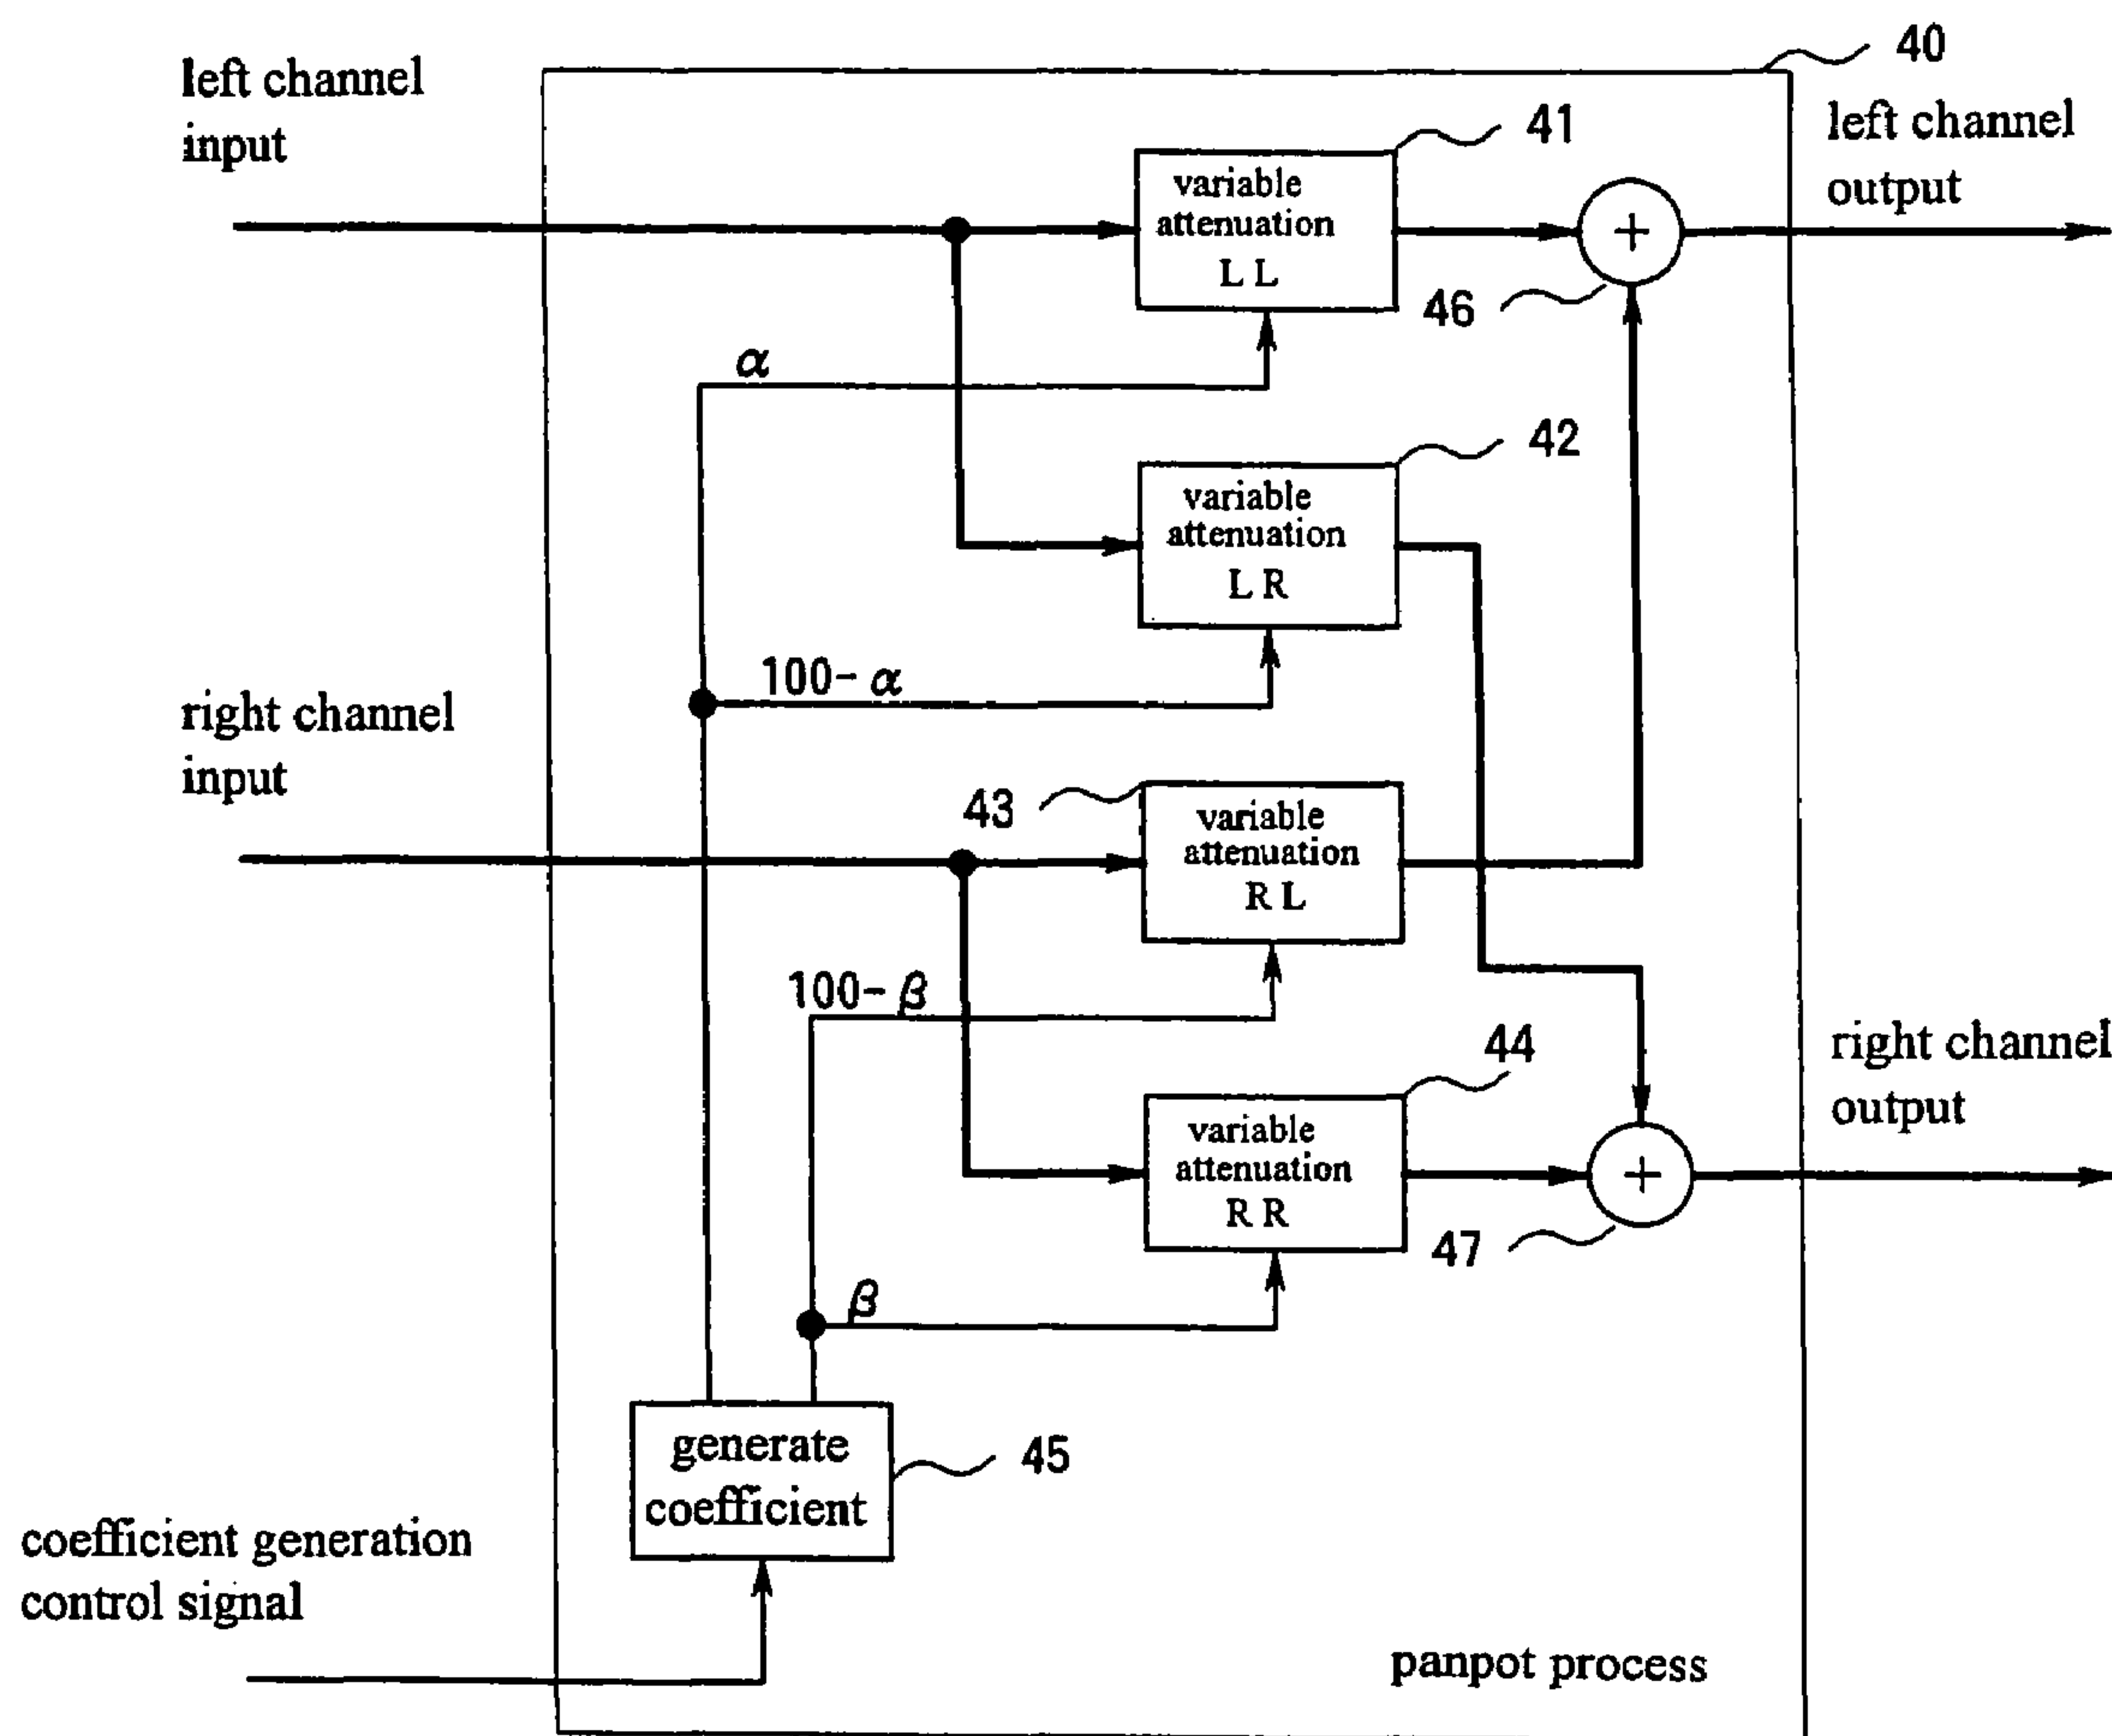 40
left channel
input
41
left channel
output
variable
attenuation
L L
+
46
α
42
variable
attenuation
L R
100-α
right channel
input
43
variable
attenuation
R L
100-β
44
right channel
output
variable
attenuation
R R
+
47
β
generate
coefficient
45
coefficient generation
control signal
panpot process